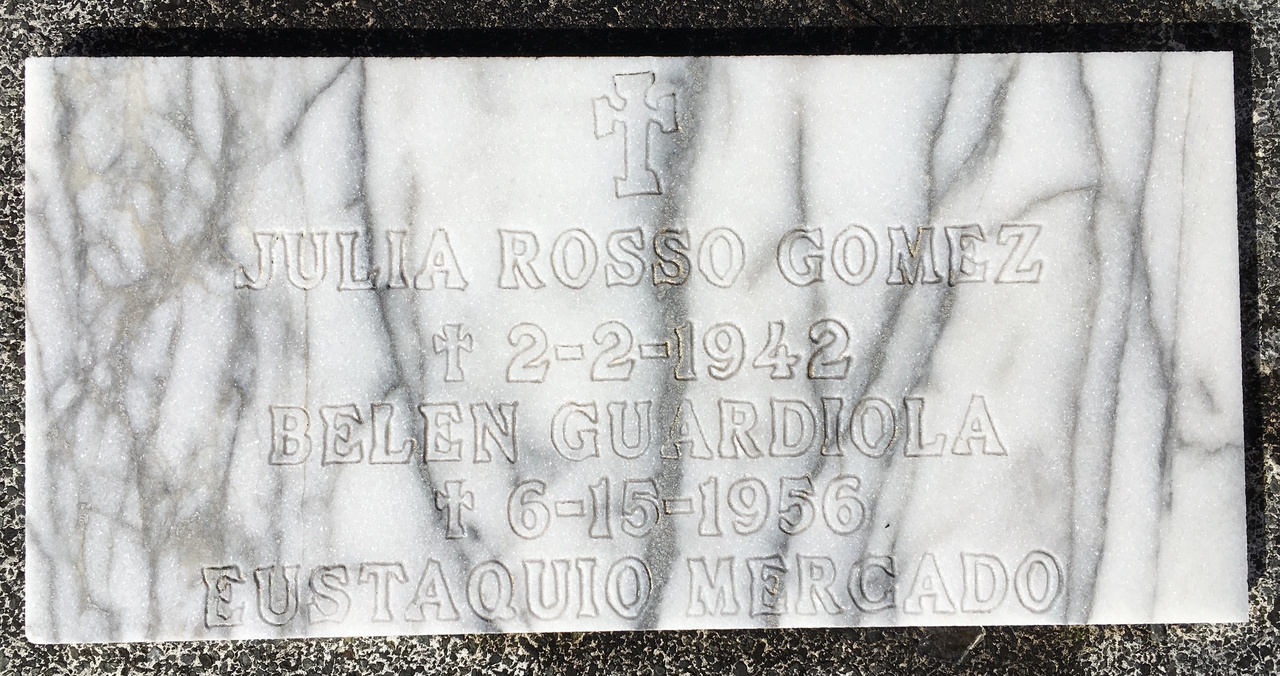 JULIA ROSSO GOMEZ
✝ 2-2-1942
BELEN GUARDIOLA
✝ 6-15-1956
EUSTAQUIO MERCADO